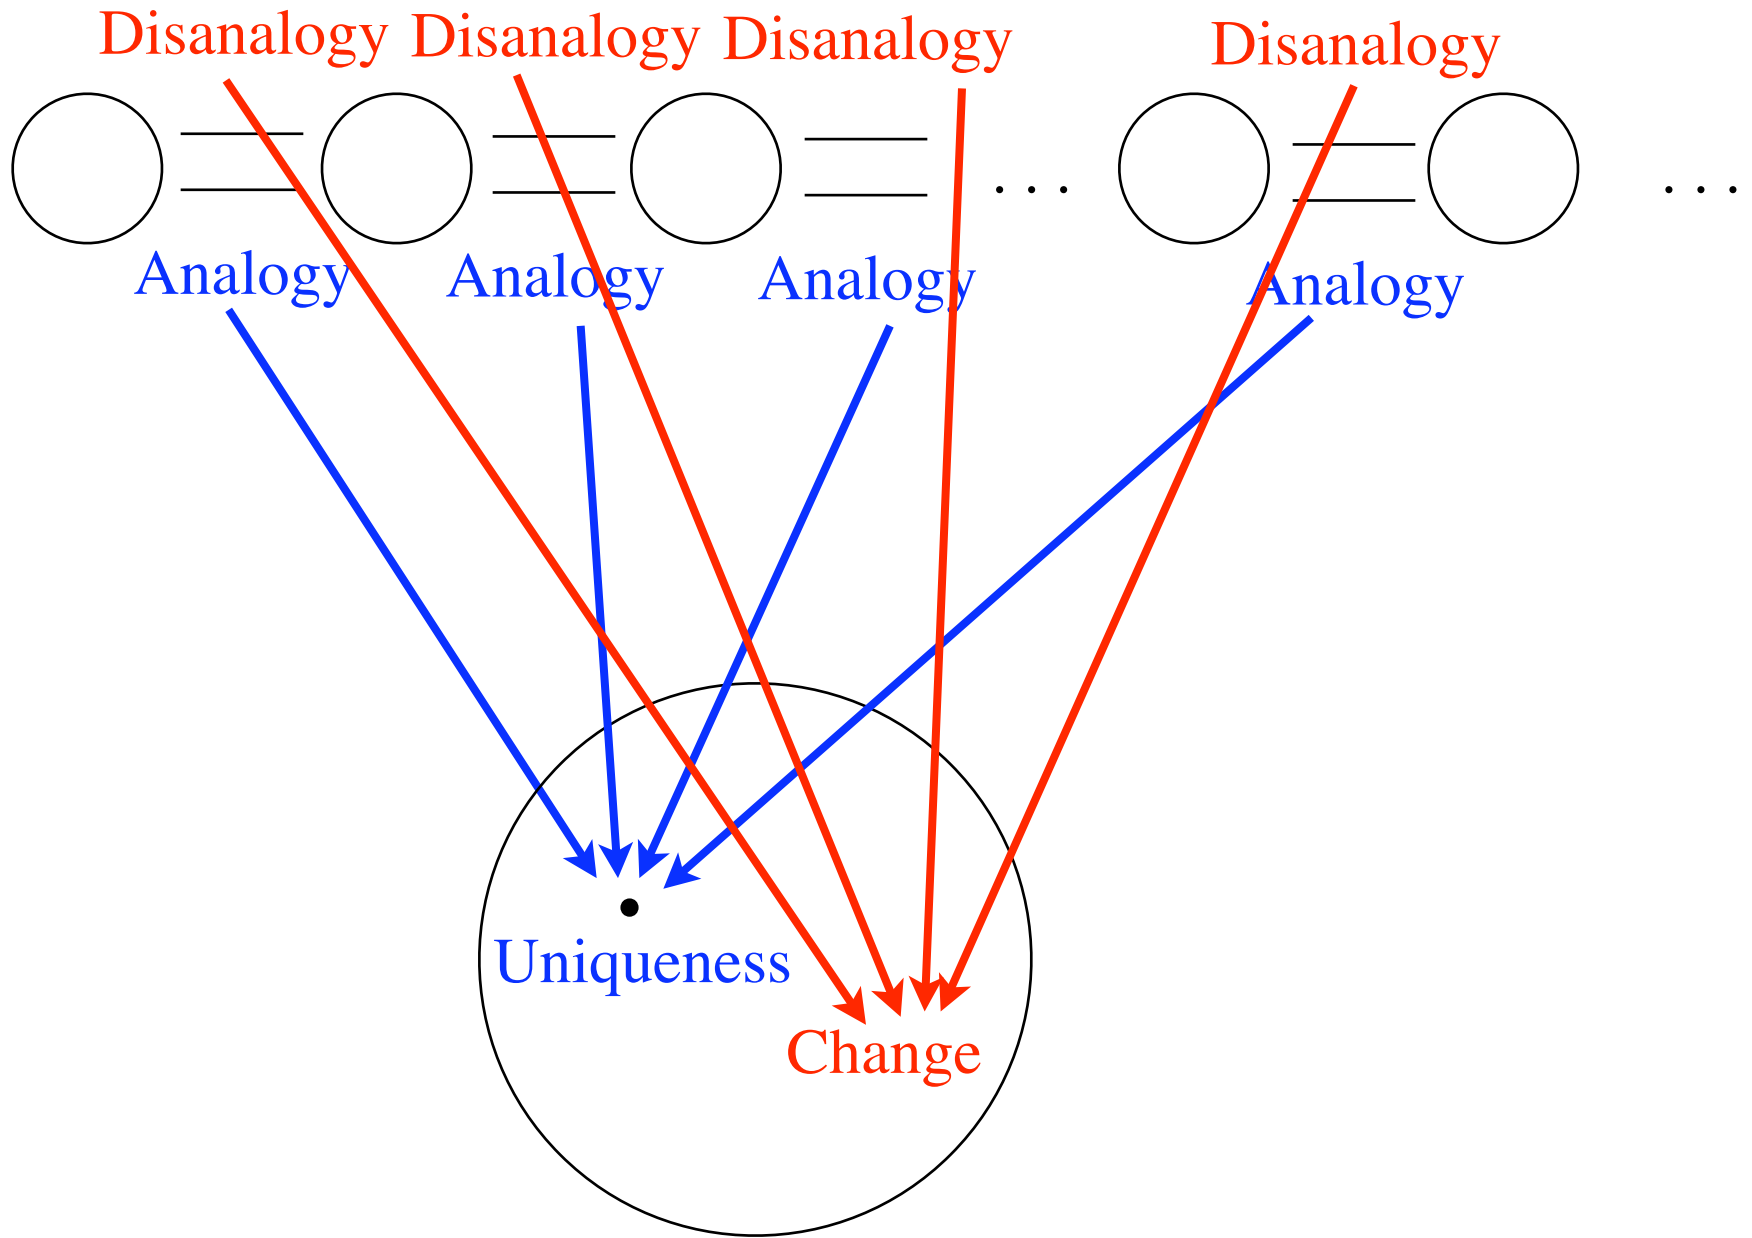 Disanalogy Disanalogy Disanalogy Disanalogy
. . . . . .
Analogy Analogy Analogy Analogy
Uniqueness
Change